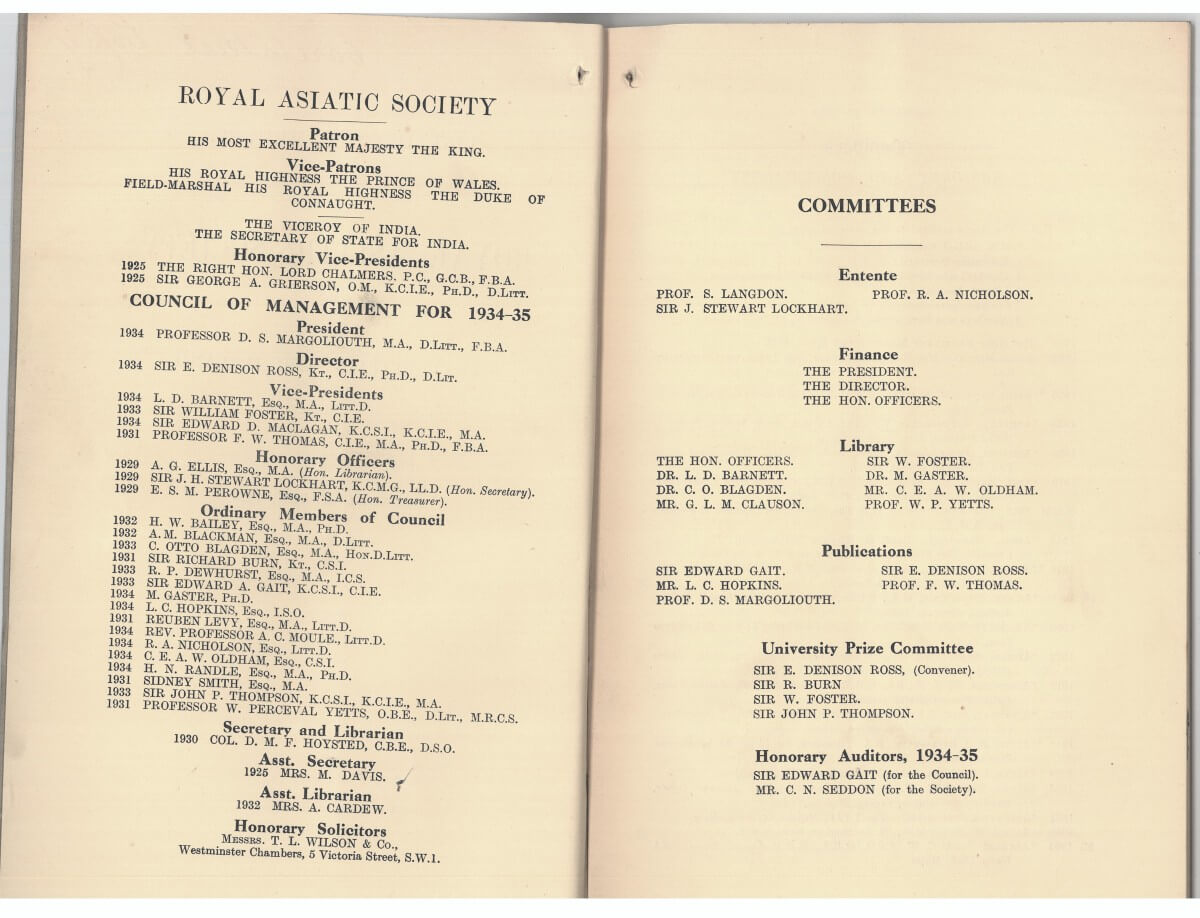 ROYAL ASIATIC SOCIETY
Patron
HIS MOST EXCELLENT MAJESTY THE KING.
Vice-Patrons
HIS ROYAL HIGHNESS THE PRINCE OF WALES.
FIELD-MARSHAL HIS ROYAL HIGHNESS THE DUKE OF
CONNAUGHT.
THE VICEROY OF INDIA.
THE SECRETARY OF STATE FOR INDIA.
Honorary Vice-Presidents
1925 THE RIGHT HON. LORD CHALMERS. P.C., G.C.B., F.B.A.
1925 SIR GEORGE A. GRIERSON, O.M., K.C.I.E., PH.D., D.LITT.
COUNCIL OF MANAGEMENT FOR 1934–35
President
1934 PROFESSOR D. S. MARGOLIOUTH, M.A., D.LITT., F.B.A.
Director
1934 SIR E. DENISON ROSS, KT., C.I.E., PH.D., D.LIT.
Vice-Presidents
1934 L. D. BARNETT, ESQ., M.A., LITT.D.
1933 SIR WILLIAM FOSTER, KT., C.I.E.
1934 SIR EDWARD D. MACLAGAN, K.C.S.I., K.C.I.E., M.A.
1931 PROFESSOR F. W. THOMAS, C.I.E., M.A., PH.D., F.B.A.
Honorary Officers
1929 A. G. ELLIS, ESQ., M.A. (Hon. Librarian).
1929 SIR J. H. STEWART LOCKHART, K.C.M.G., LL.D. (Hon. Secretary).
1929 E. S. M. PEROWNE, ESQ., F.S.A. (Hon. Treasurer).
Ordinary Members of Council
1932 H. W. BAILEY, ESQ., M.A., PH.D.
1932 A. M. BLACKMAN, ESQ., M.A., D.LITT.
1933 C. OTTO BLAGDEN, ESQ., M.A., HON.D.LITT.
1931 SIR RICHARD BURN, KT., C.S.I.
1933 R. P. DEWHURST, ESQ., M.A., I.C.S.
1933 SIR EDWARD A. GAIT, K.C.S.I., C.I.E.
1934 M. GASTER, PH.D.
1934 L. C. HOPKINS, ESQ., I.S.O.
1931 REUBEN LEVY, ESQ., M.A., LITT.D.
1934 REV. PROFESSOR A. C. MOULE, LITT.D.
1934 R. A. NICHOLSON, ESQ., LITT.D.
1934 C. E. A. W. OLDHAM, ESQ., C.S.I.
1934 H. N. RANDLE, ESQ., M.A., PH.D.
1931 SIDNEY SMITH, ESQ., M.A.
1933 SIR JOHN P. THOMPSON, K.C.S.I., K.C.I.E., M.A.
1931 PROFESSOR W. PERCEVAL YETTS, O.B.E., D.LIT., M.R.C.S.
Secretary and Librarian
1930 COL. D. M. F. HOYSTED, C.B.E., D.S.O.
Asst. Secretary
1925 MRS. M. DAVIS.
Asst. Librarian
1932 MRS. A. CARDEW.
Honorary Solicitors
MESSRS. T. L. WILSON & CO.,
Westminster Chambers, 5 Victoria Street, S.W.1.
COMMITTEES
Entente
PROF. S. LANGDON. PROF. R. A. NICHOLSON.
SIR J. STEWART LOCKHART.
Finance
THE PRESIDENT.
THE DIRECTOR.
THE HON. OFFICERS.
Library
THE HON. OFFICERS. SIR W. FOSTER.
DR. L. D. BARNETT. DR. M. GASTER.
DR. C. O. BLAGDEN. MR. C. E. A. W. OLDHAM.
MR. G. L. M. CLAUSON. PROF. W. P. YETTS.
Publications
SIR EDWARD GAIT. SIR E. DENISON ROSS.
MR. L. C. HOPKINS. PROF. F. W. THOMAS.
PROF. D. S. MARGOLIOUTH.
University Prize Committee
SIR E. DENISON ROSS, (Convener).
SIR R. BURN
SIR W. FOSTER.
SIR JOHN P. THOMPSON.
Honorary Auditors, 1934–35
SIR EDWARD GAIT (for the Council).
MR. C. N. SEDDON (for the Society).